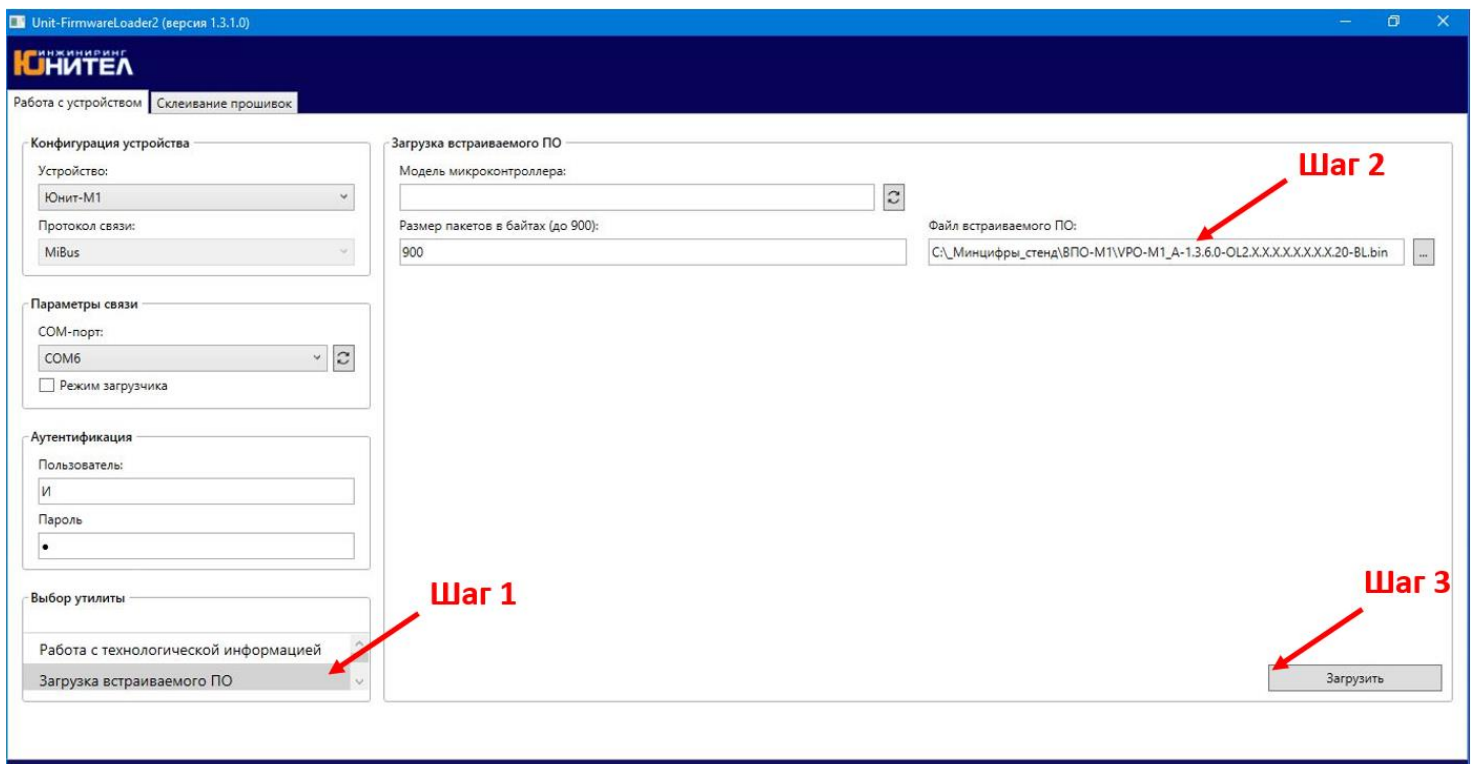 Unit-FirmwareLoader2 (версия 1.3.1.0)
ИНЖИНИРИНГ
ЮНИТЕЛ
Работа с устройством
Склеивание прошивок
Конфигурация устройства
Устройство:
Юнит-М1
Протокол связи:
MiBus
Параметры связи
COM-порт:
COM6
Режим загрузчика
Аутентификация
Пользователь:
И
Пароль
●
Выбор утилиты
Работа с технологической информацией
Загрузка встраиваемого ПО
Шаг 1
Загрузка встраиваемого ПО
Модель микроконтроллера:
Размер пакетов в байтах (до 900):
900
Шаг 2
Файл встраиваемого ПО:
C:\_Минцифры_стенд\ВПО-М1\VPO-M1_A-1.3.6.0-OL2.X.X.X.X.X.X.X.X.20-BL.bin
...
Шаг 3
Загрузить